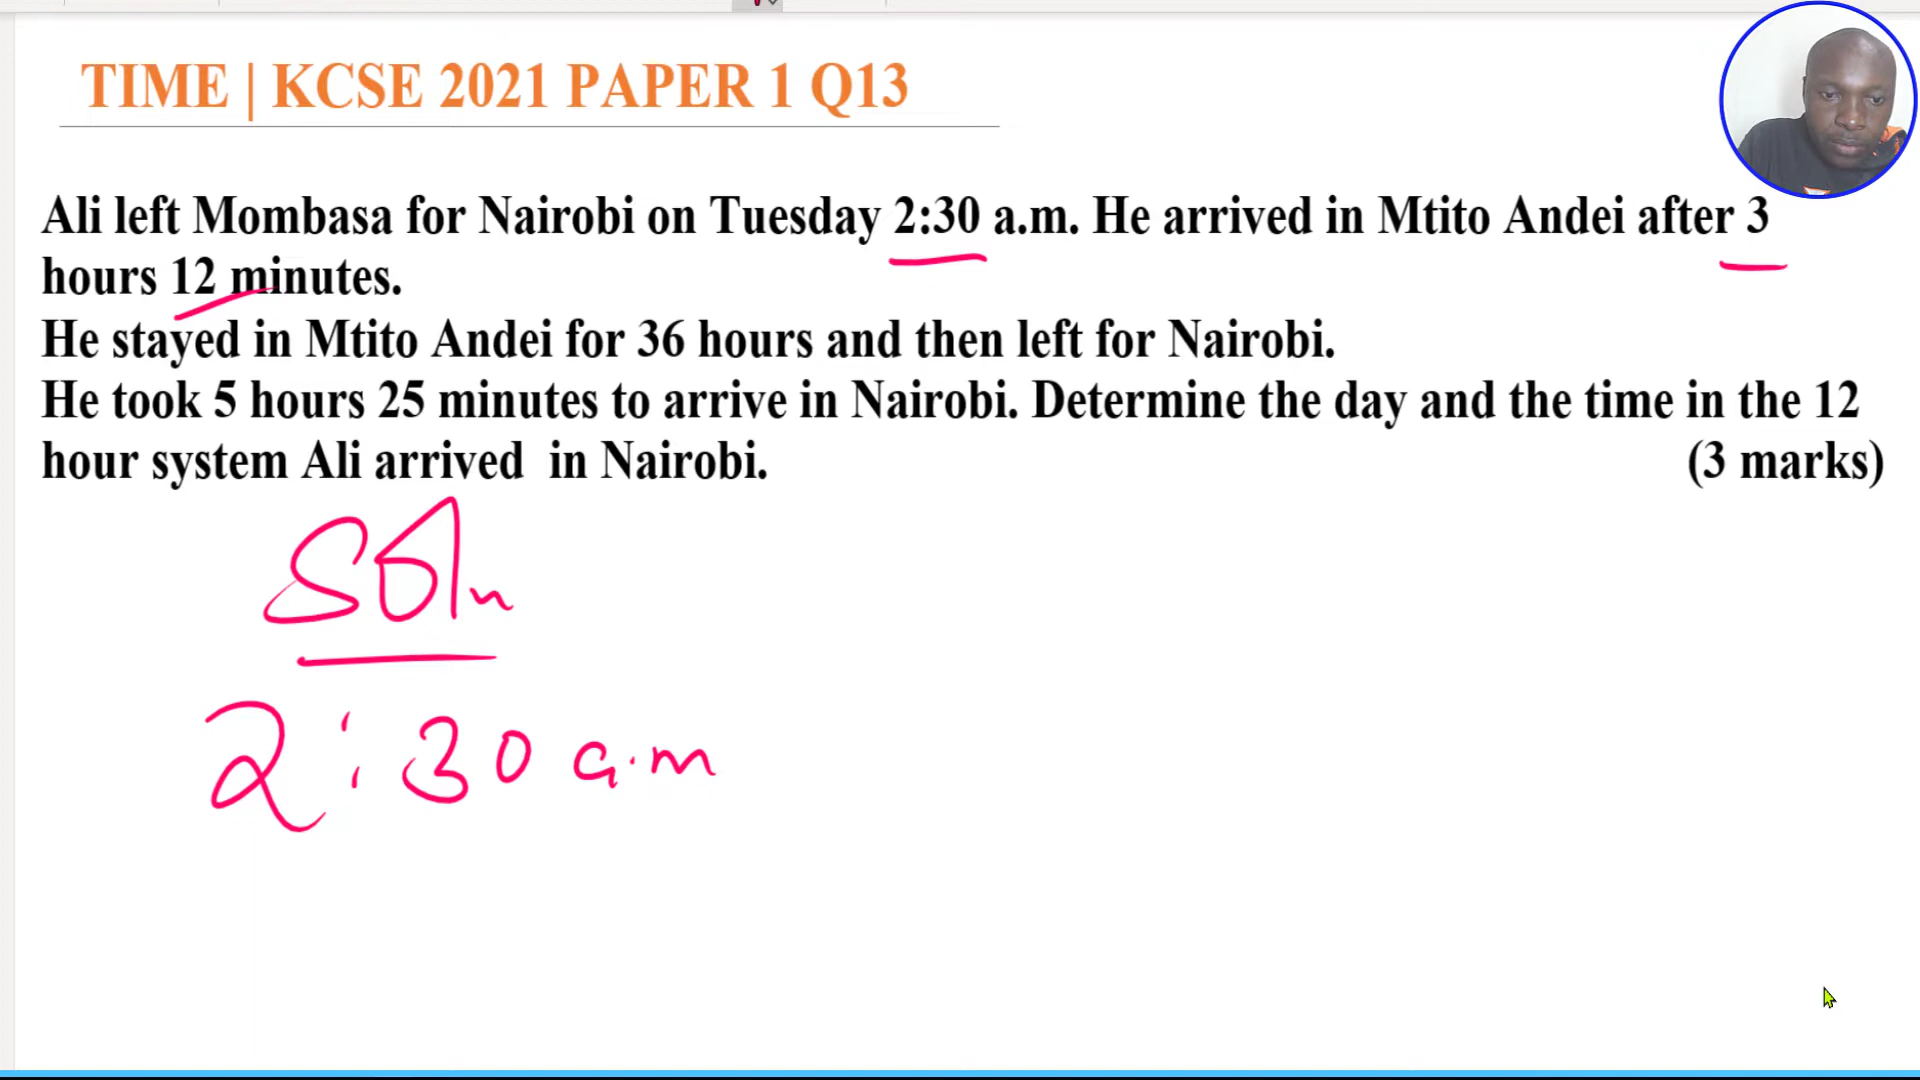 TIME | KCSE 2021 PAPER 1 Q13
Ali left Mombasa for Nairobi on Tuesday 2:30 a.m. He arrived in Mtito Andei after 3
hours 12 minutes.
He stayed in Mtito Andei for 36 hours and then left for Nairobi.
He took 5 hours 25 minutes to arrive in Nairobi. Determine the day and the time in the 12
hour system Ali arrived in Nairobi. (3 marks)
Soln
2:30 a.m